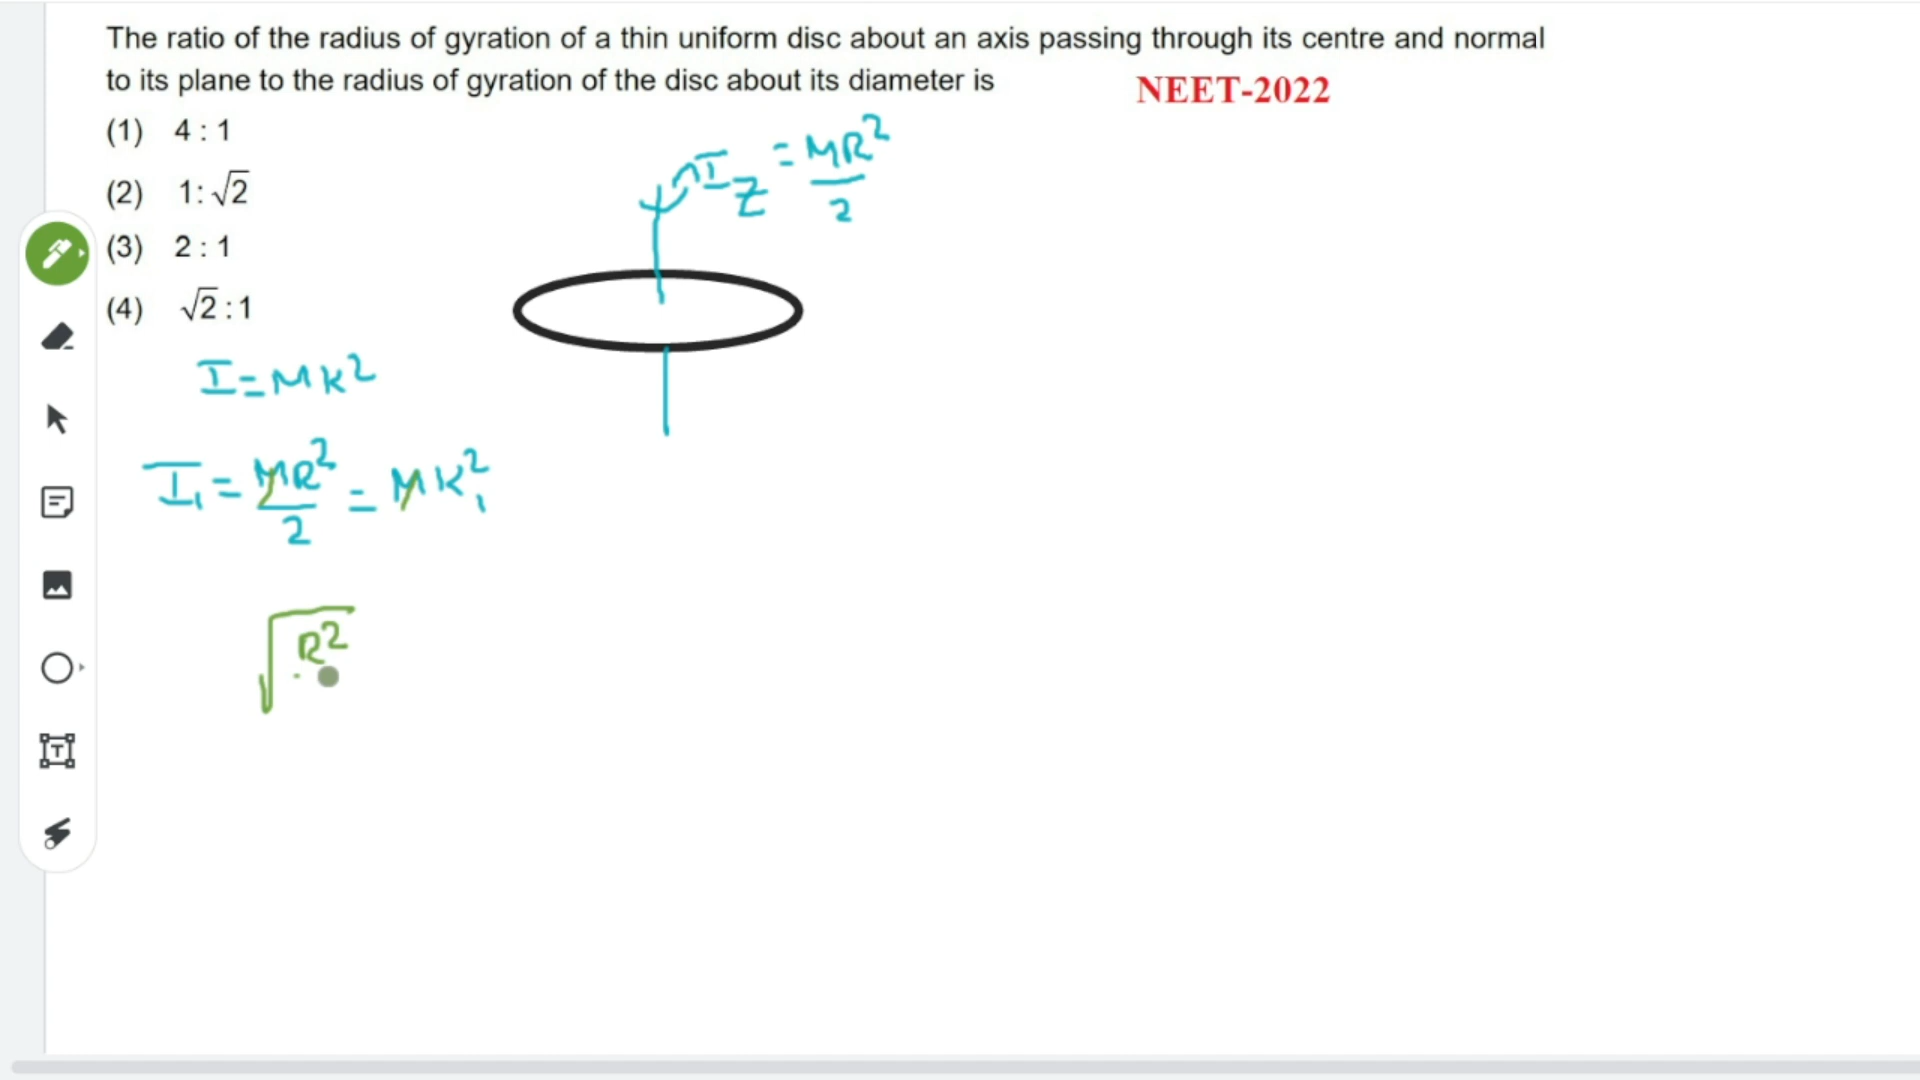 The ratio of the radius of gyration of a thin uniform disc about an axis passing through its centre and normal
to its plane to the radius of gyration of the disc about its diameter is
NEET-2022
(1) 4 : 1
(2) 1: √2
(3) 2 : 1
(4) √2 : 1
I_Z = MR²/2
I = MK²
I₁ = MR²/2 = MK₁²
√R²
T